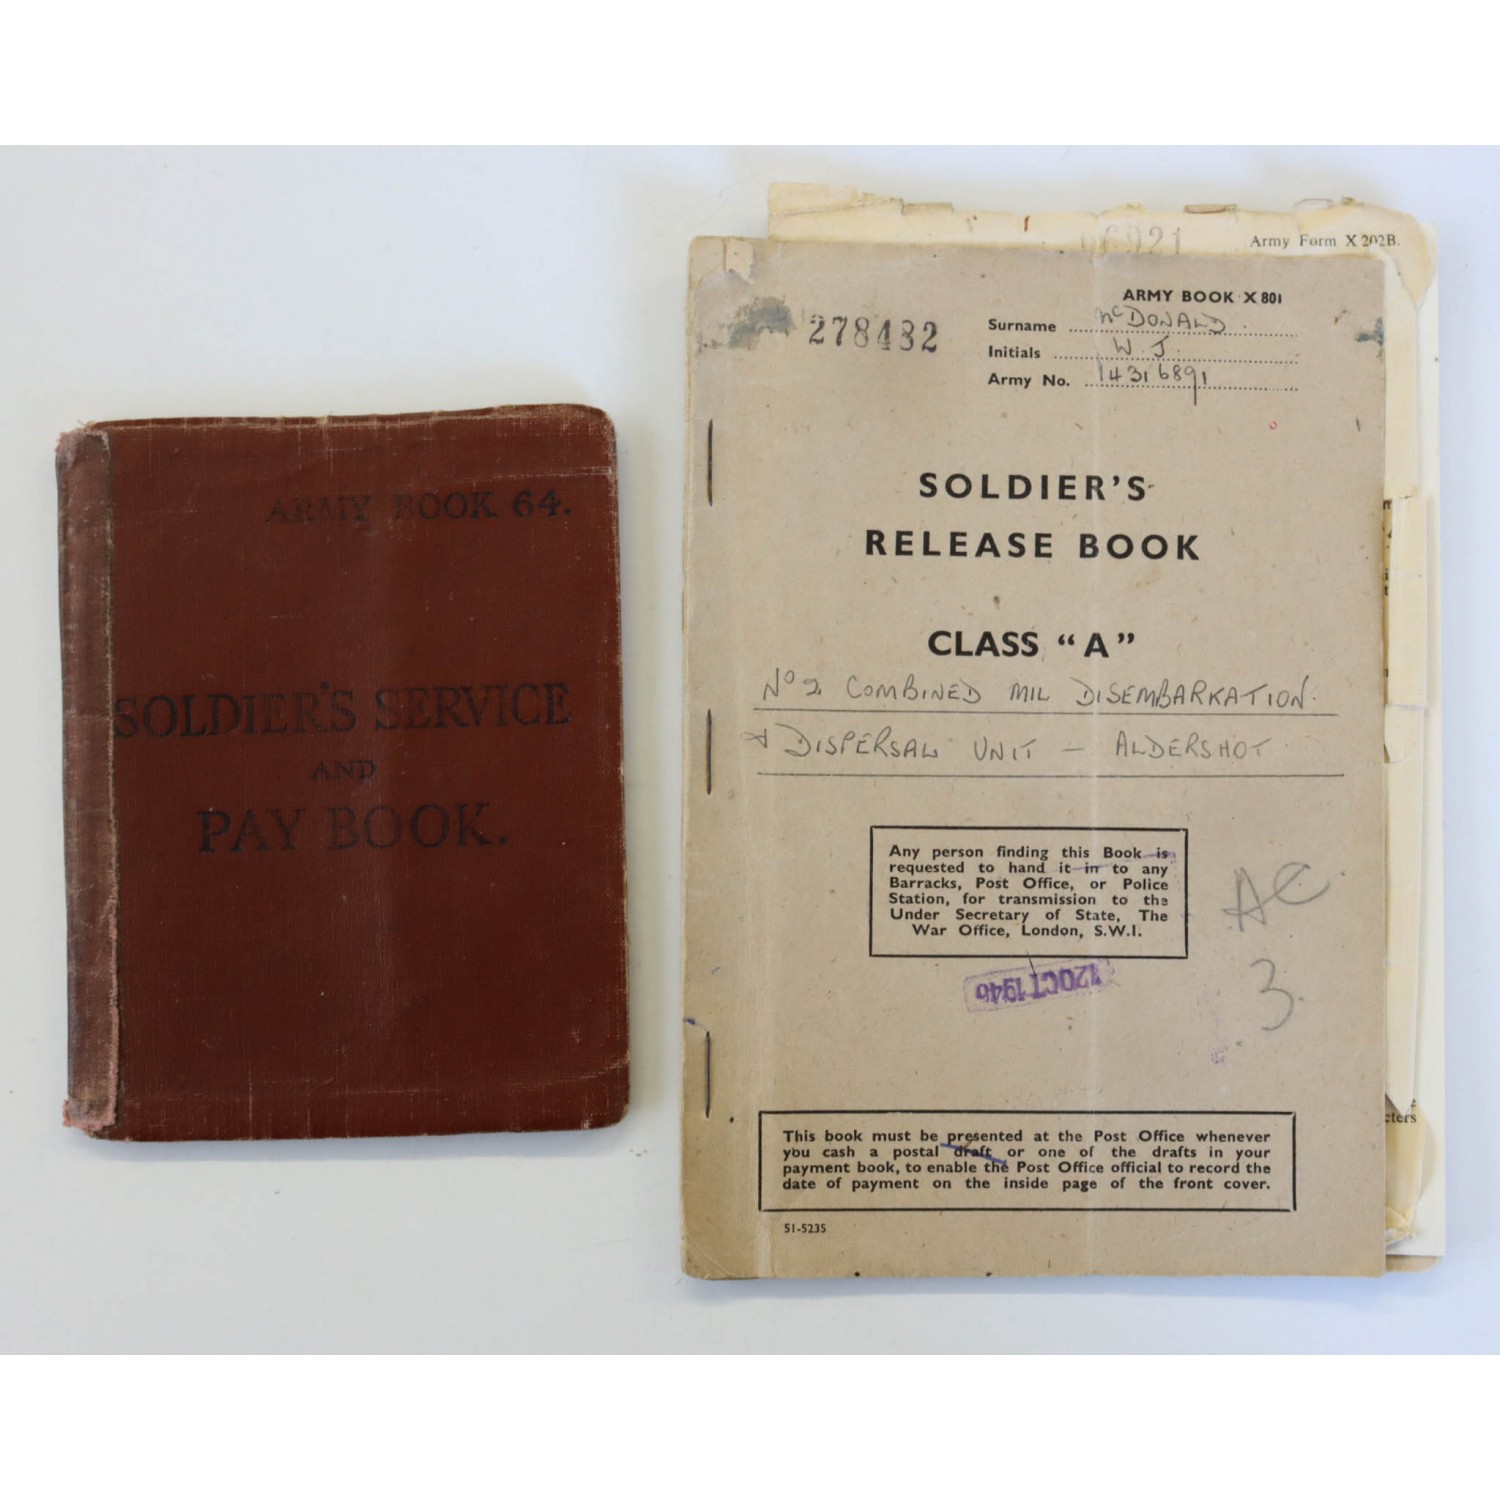 ARMY BOOK 64.
SOLDIER'S SERVICE
AND
PAY BOOK.
06921
Army Form X 202B.
ARMY BOOK X 801
278482
Surname McDONALD.
Initials W. J.
Army No. 14316891
SOLDIER'S
RELEASE BOOK
CLASS "A"
No 2 COMBINED MIL DISEMBARKATION.
& DISPERSAL UNIT - ALDERSHOT.
Any person finding this Book is
requested to hand it in to any
Barracks, Post Office, or Police
Station, for transmission to the
Under Secretary of State, The
War Office, London, S.W.1.
12 OCT 1946
AC
3.
This book must be presented at the Post Office whenever
you cash a postal draft or one of the drafts in your
payment book, to enable the Post Office official to record the
date of payment on the inside page of the front cover.
51-5235
cters